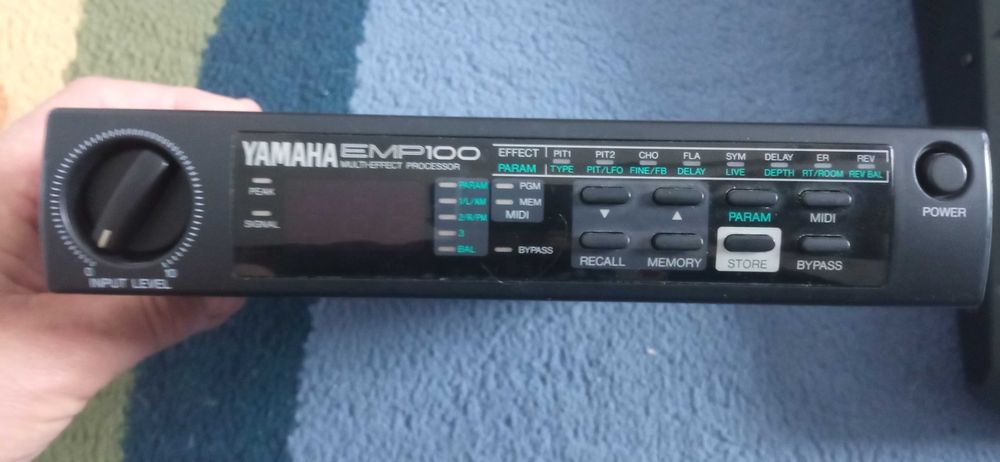 YAMAHA EMP100
MULTI-EFFECT PROCESSOR
EFFECT PIT1 PIT2 CHO FLA SYM DELAY ER REV
PARAM TYPE PIT/LFO FINE/FB DELAY LIVE DEPTH RT/ROOM REV BAL
PEAK
SIGNAL
PARAM
1/L/AM
2/R/PM
3
BAL
PGM
MEM
MIDI
BYPASS
▼ ▲ PARAM MIDI
RECALL MEMORY STORE BYPASS
POWER
0 10
INPUT LEVEL